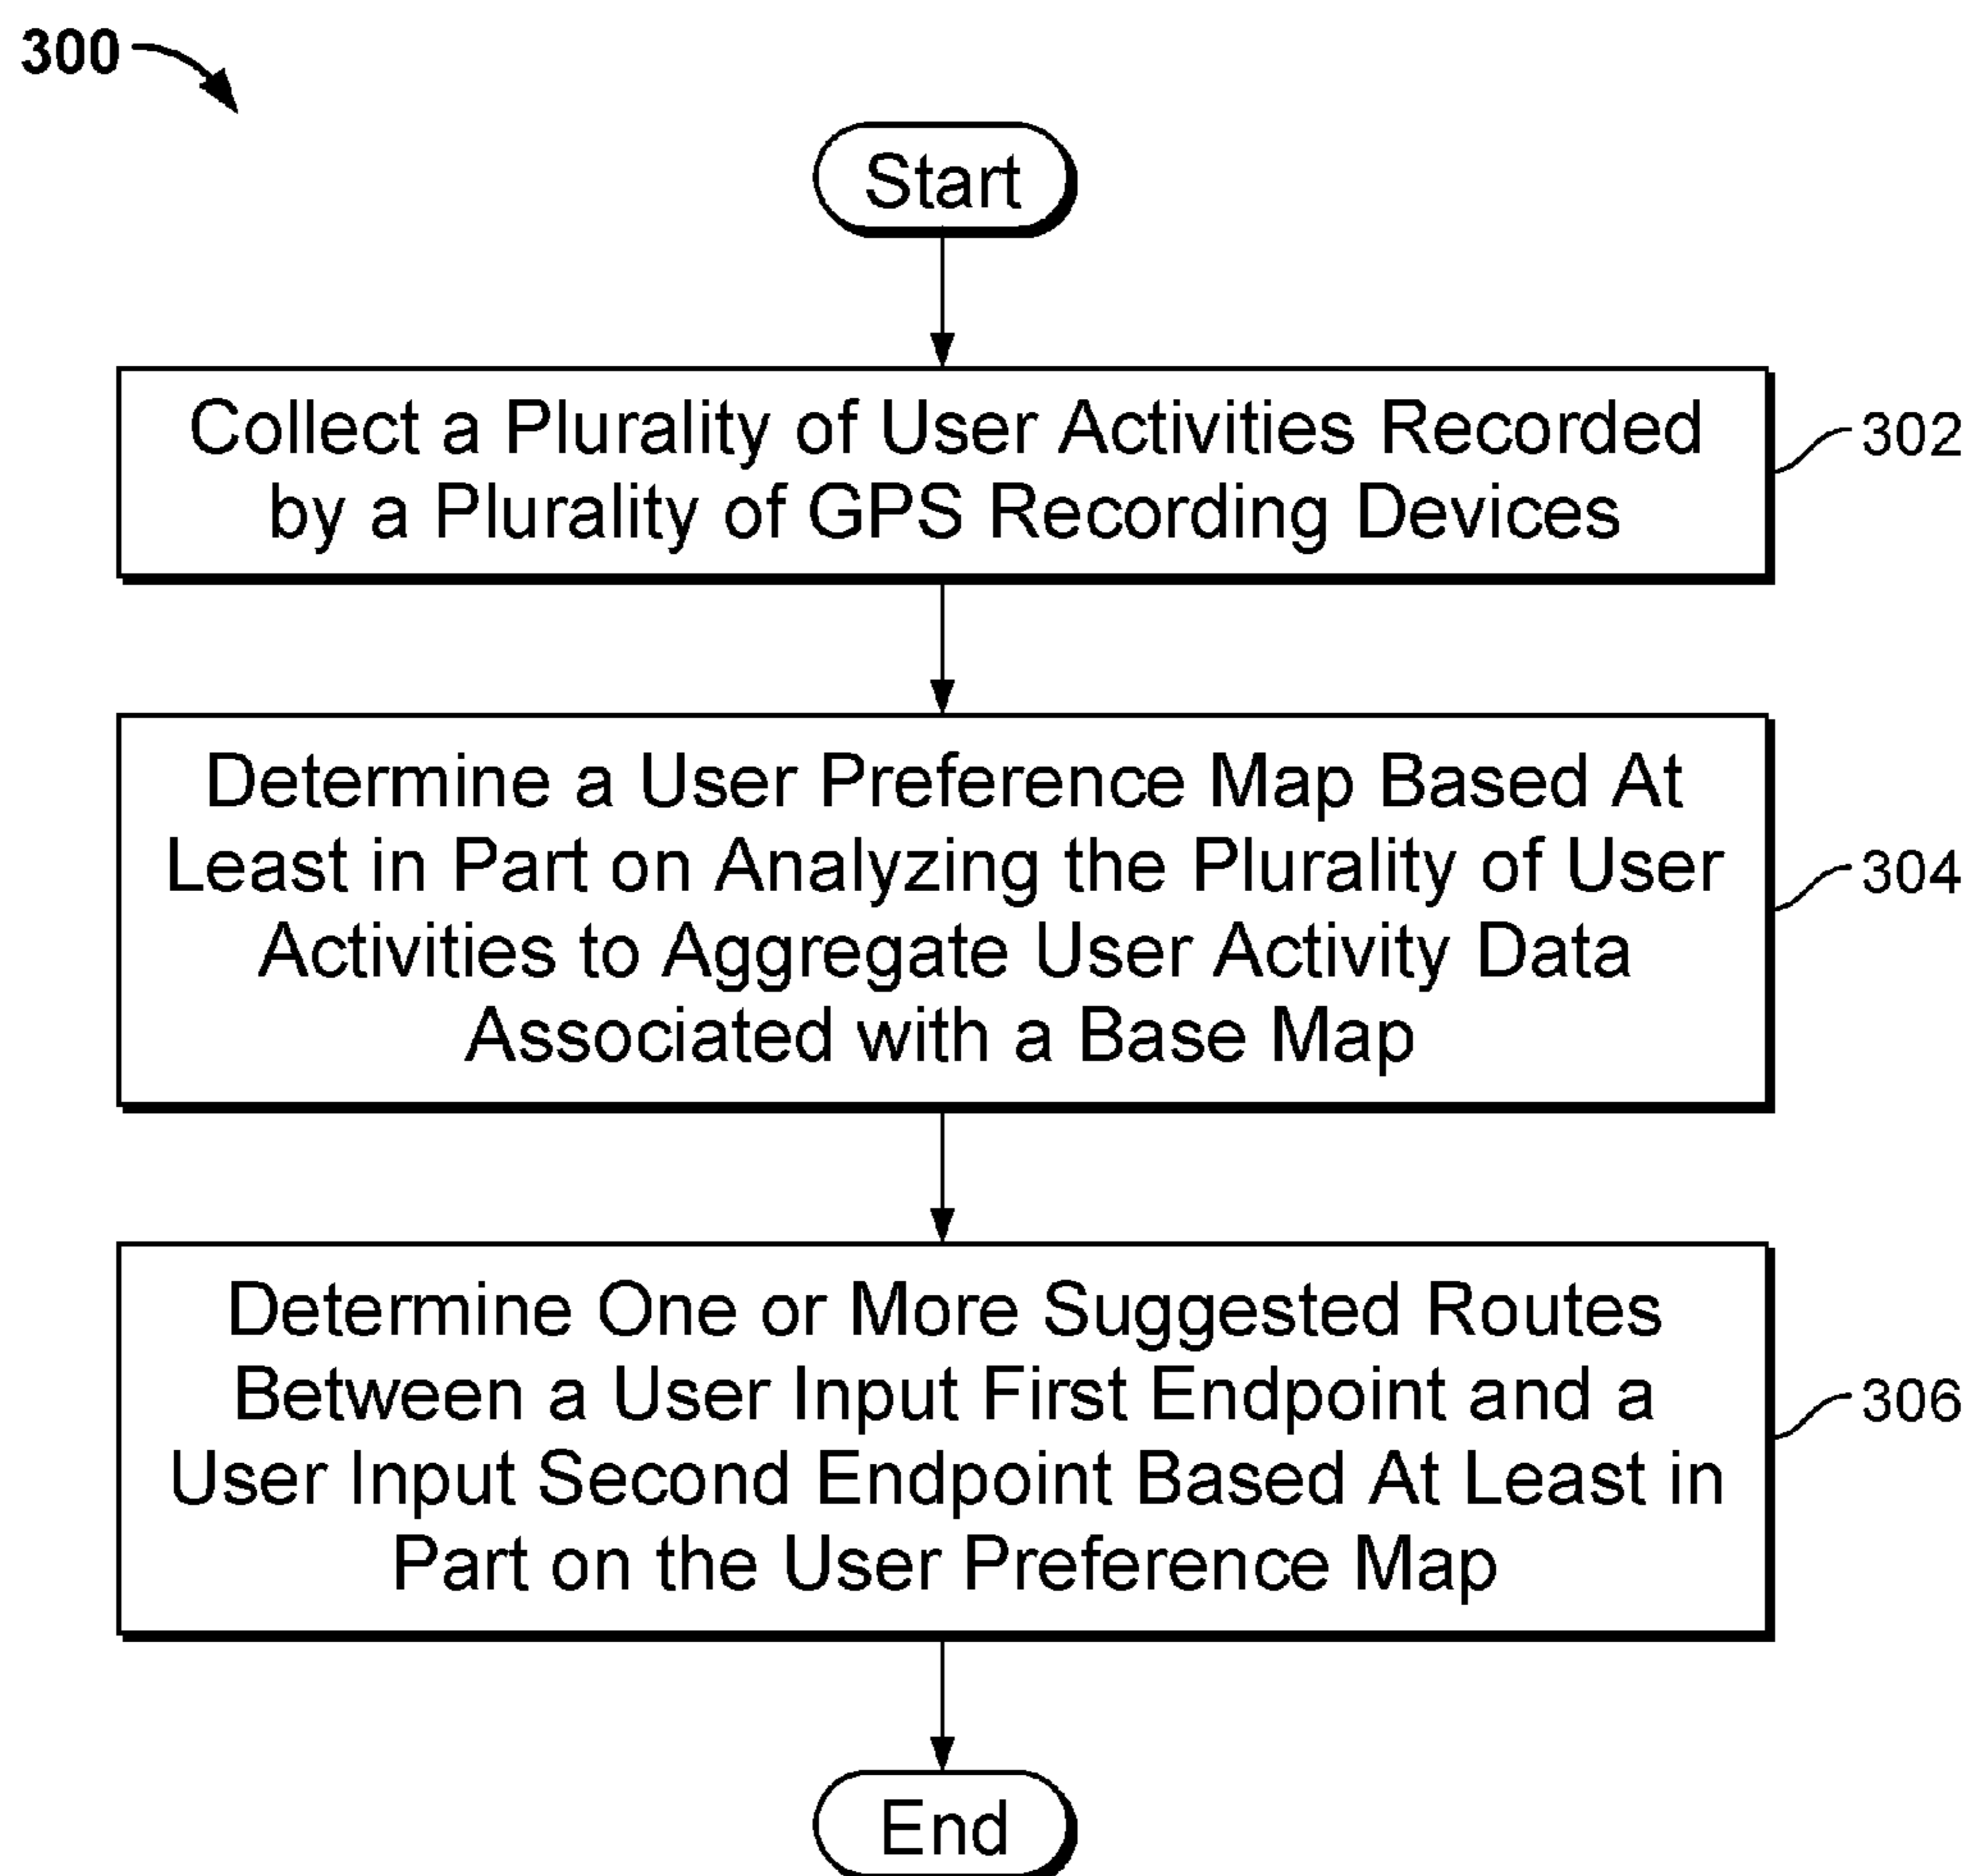 300
Start
Collect a Plurality of User Activities Recorded
by a Plurality of GPS Recording Devices
302
Determine a User Preference Map Based At
Least in Part on Analyzing the Plurality of User
Activities to Aggregate User Activity Data
Associated with a Base Map
304
Determine One or More Suggested Routes
Between a User Input First Endpoint and a
User Input Second Endpoint Based At Least in
Part on the User Preference Map
306
End